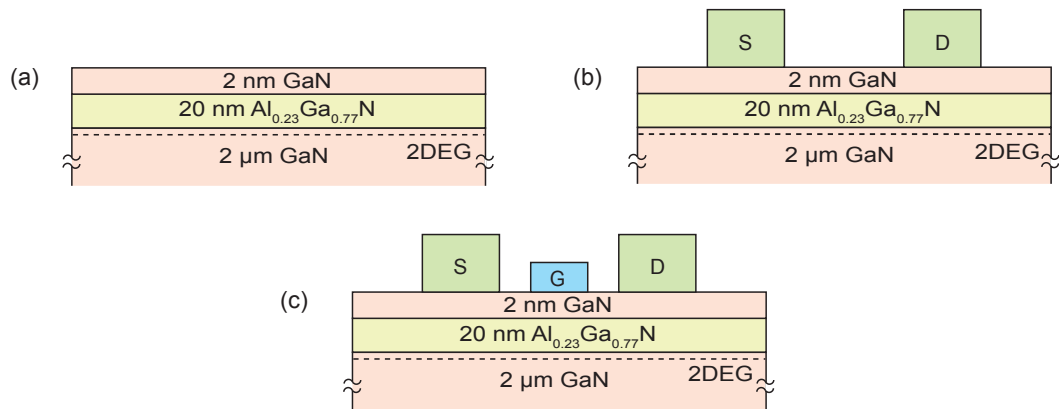 (a)
2 nm GaN
20 nm Al₀.₂₃Ga₀.₇₇N
2DEG
2 µm GaN
(b)
S
D
2 nm GaN
20 nm Al₀.₂₃Ga₀.₇₇N
2DEG
2 µm GaN
(c)
S
G
D
2 nm GaN
20 nm Al₀.₂₃Ga₀.₇₇N
2DEG
2 µm GaN